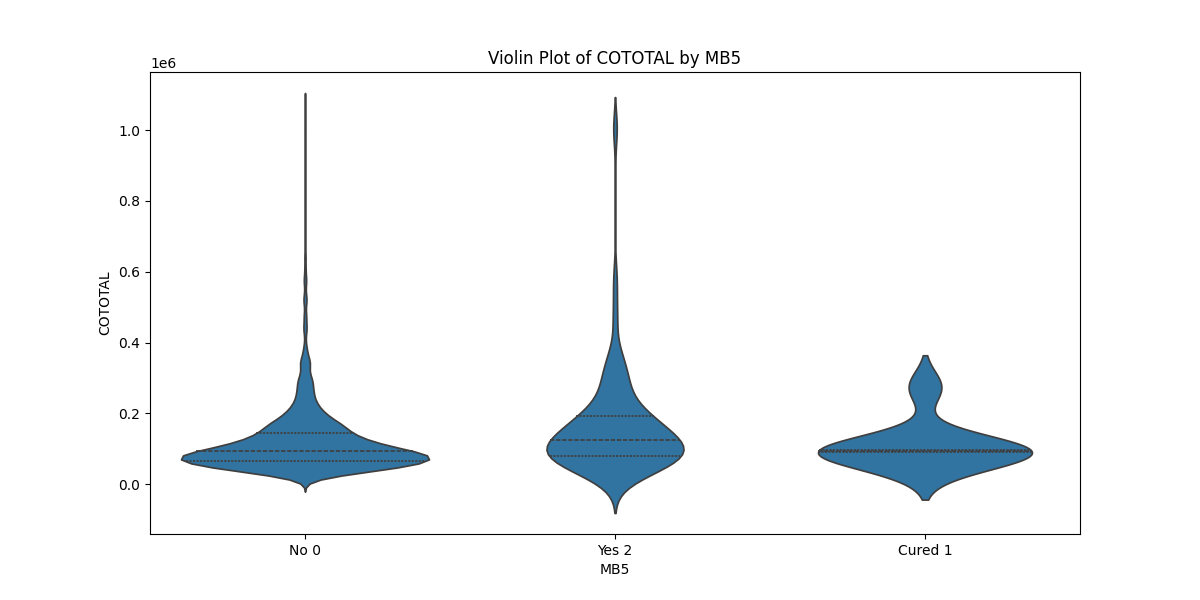 Violin Plot of COTOTAL by MB5
1e6
1.0
0.8
0.6
0.4
0.2
0.0
COTOTAL
No 0
Yes 2
Cured 1
MB5